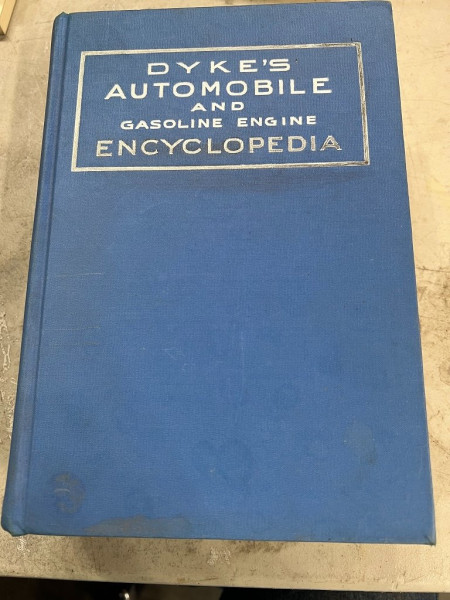 DYKE'S
AUTOMOBILE
AND
GASOLINE ENGINE
ENCYCLOPEDIA